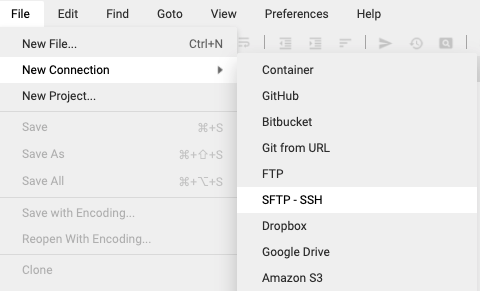 File Edit Find Goto View Preferences Help
New File... Ctrl+N
New Connection
New Project...
Save ⌘+S
Save As ⌘+⇧+S
Save All ⌘+⌥+S
Save with Encoding...
Reopen With Encoding...
Clone
Container
GitHub
Bitbucket
Git from URL
FTP
SFTP - SSH
Dropbox
Google Drive
Amazon S3